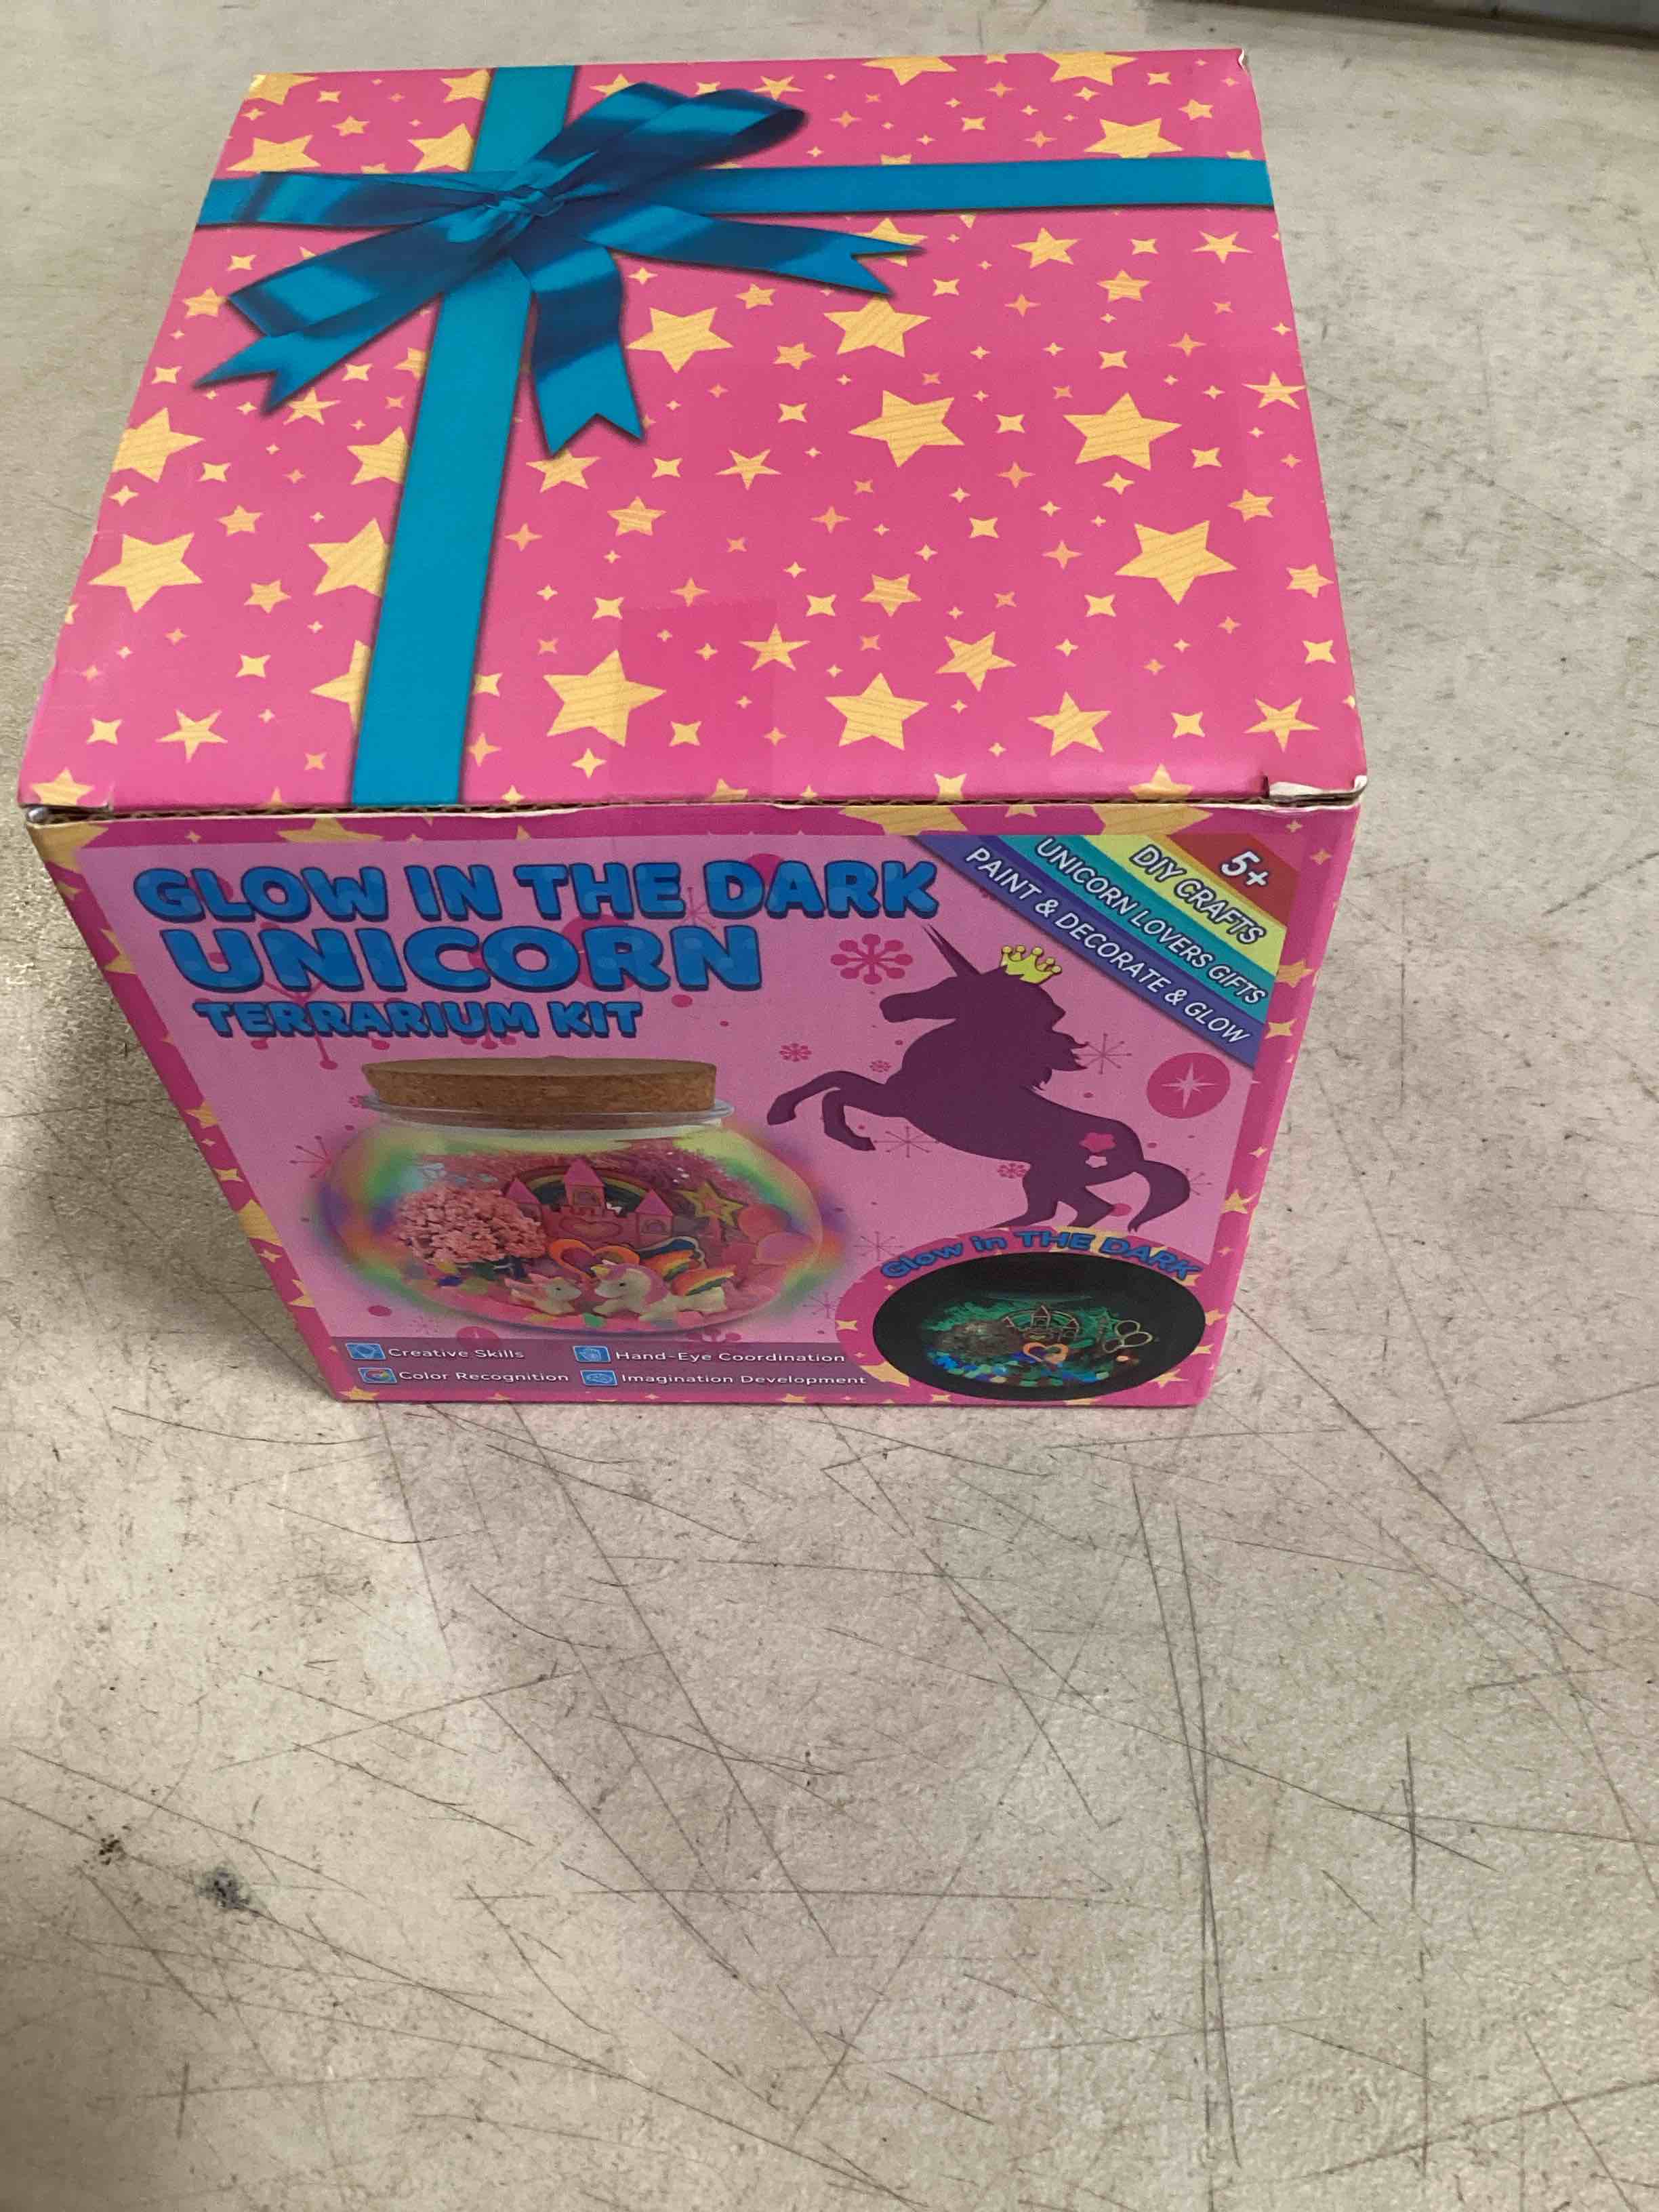 GLOW IN THE DARK
UNICORN
TERRARIUM KIT
5+
DIY CRAFTS
UNICORN LOVERS GIFTS
PAINT & DECORATE & GLOW
Glow in THE DARK
Creative Skills
Hand-Eye Coordination
Color Recognition
Imagination Development